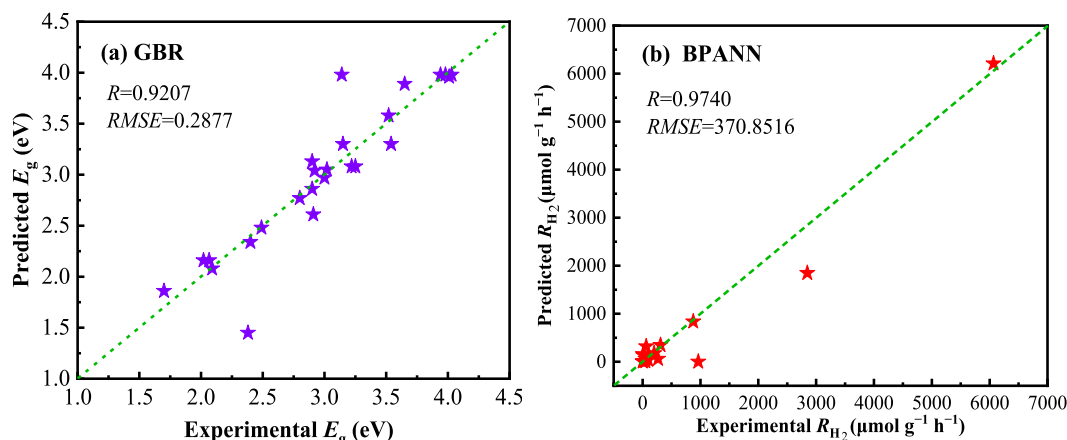 (a) GBR
R=0.9207
RMSE=0.2877
Predicted Eg (eV)
4.5
4.0
3.5
3.0
2.5
2.0
1.5
1.0
1.0 1.5 2.0 2.5 3.0 3.5 4.0 4.5
Experimental Eg (eV)
(b) BPANN
R=0.9740
RMSE=370.8516
Predicted RH2(μmol g⁻¹ h⁻¹)
7000
6000
5000
4000
3000
2000
1000
0
0 1000 2000 3000 4000 5000 6000 7000
Experimental RH2 (μmol g⁻¹ h⁻¹)